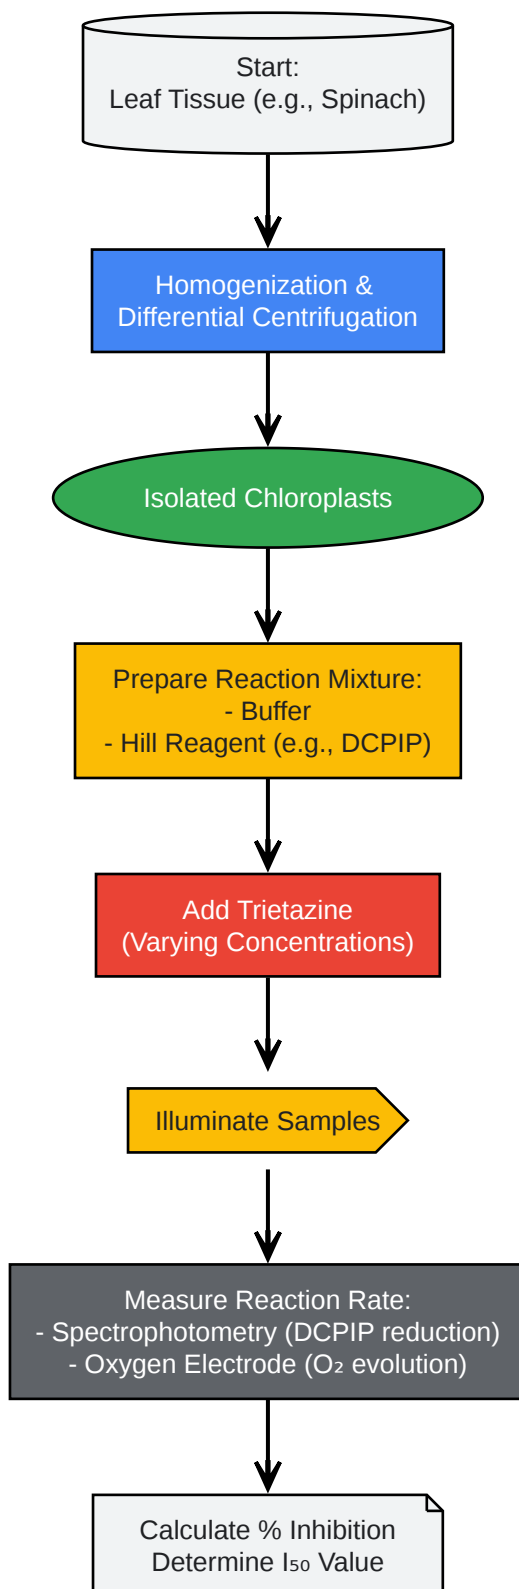 Start:
Leaf Tissue (e.g., Spinach)
Homogenization &
Differential Centrifugation
Isolated Chloroplasts
Prepare Reaction Mixture:
- Buffer
- Hill Reagent (e.g., DCPIP)
Add Trietazine
(Varying Concentrations)
Illuminate Samples
Measure Reaction Rate:
- Spectrophotometry (DCPIP reduction)
- Oxygen Electrode (O₂ evolution)
Calculate % Inhibition
Determine I₅₀ Value